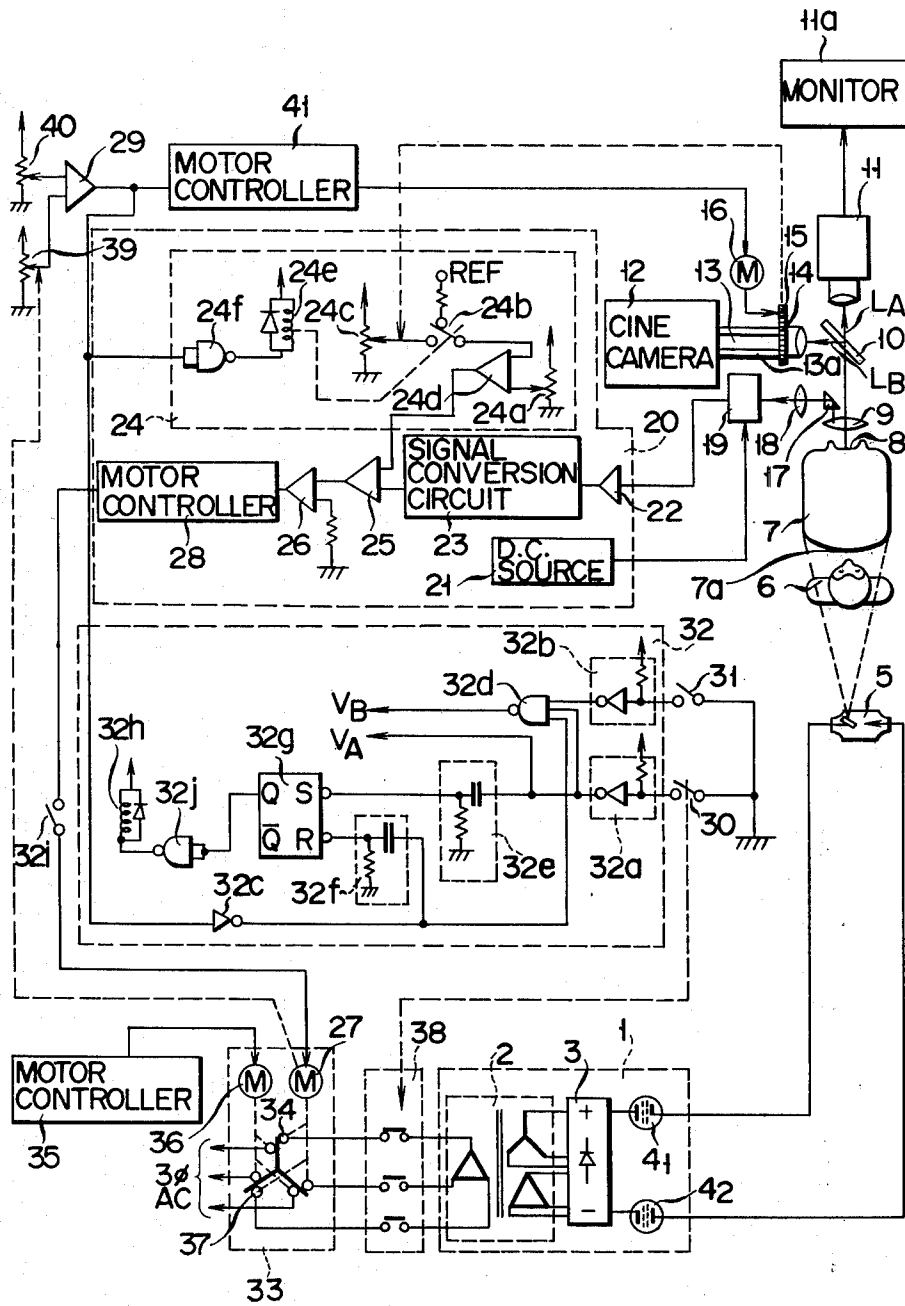 11a
MONITOR
40
29
41
MOTOR
CONTROLLER
11
16
M
15
14
39
LA
10
LB
12
CINE
CAMERA
13
13a
24e
REF
24f
24c
24b
24d
24a
24
20
19
18
17
9
8
MOTOR
CONTROLLER
28
26
25
SIGNAL
CONVERSION
CIRCUIT
23
22
7
D.C.
SOURCE
21
7a
6
32b
32
31
5
32d
VB
VA
32h
32g
32j
Q S
Q̅ R
32e
32a
30
32i
32f
32c
27
38
1
2
3
MOTOR
CONTROLLER
35
M
M
36
34
+
41
3ø
AC
−
42
37
33